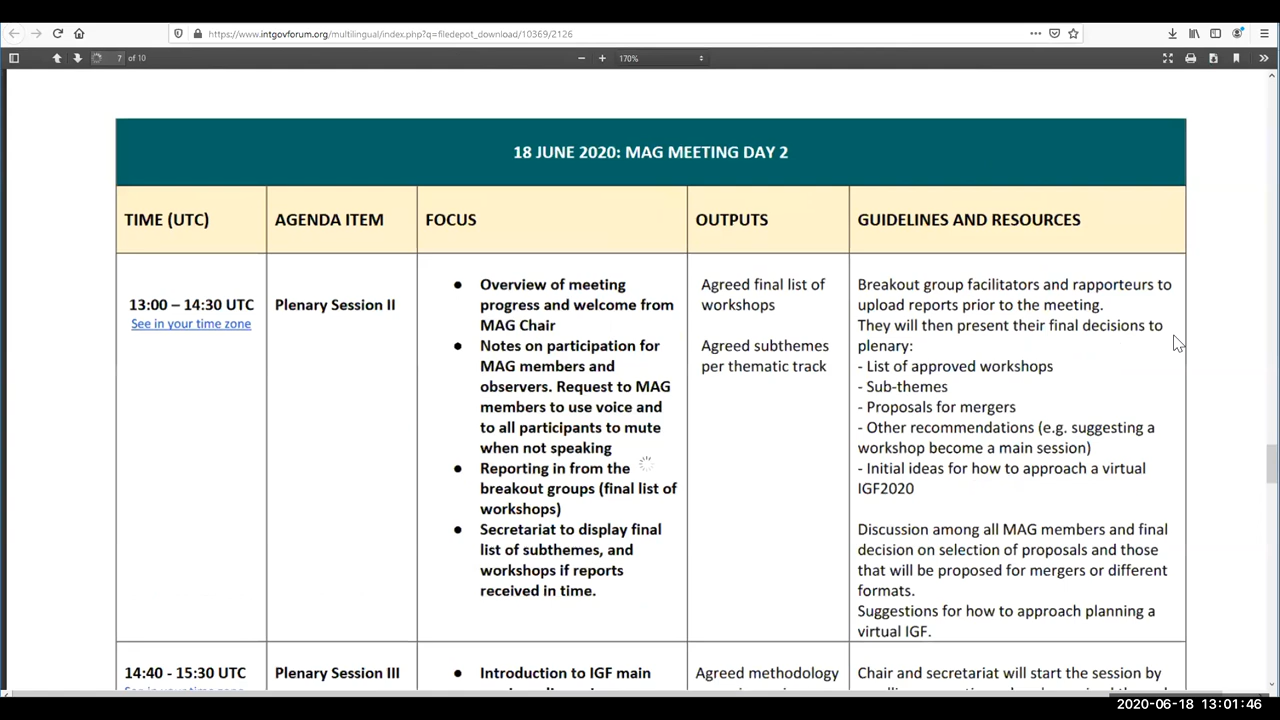 https://www.intgovforum.org/multilingual/index.php?q=filedepot_download/10369/2126
7 of 10
170%
18 JUNE 2020: MAG MEETING DAY 2
TIME (UTC)
AGENDA ITEM
FOCUS
OUTPUTS
GUIDELINES AND RESOURCES
13:00 – 14:30 UTC
See in your time zone
Plenary Session II
● Overview of meeting
progress and welcome from
MAG Chair
● Notes on participation for
MAG members and
observers. Request to MAG
members to use voice and
to all participants to mute
when not speaking
● Reporting in from the
breakout groups (final list of
workshops)
● Secretariat to display final
list of subthemes, and
workshops if reports
received in time.
Agreed final list of
workshops
Agreed subthemes
per thematic track
Breakout group facilitators and rapporteurs to
upload reports prior to the meeting.
They will then present their final decisions to
plenary:
- List of approved workshops
- Sub-themes
- Proposals for mergers
- Other recommendations (e.g. suggesting a
workshop become a main session)
- Initial ideas for how to approach a virtual
IGF2020
Discussion among all MAG members and final
decision on selection of proposals and those
that will be proposed for mergers or different
formats.
Suggestions for how to approach planning a
virtual IGF.
14:40 - 15:30 UTC
Plenary Session III
● Introduction to IGF main
Agreed methodology
Chair and secretariat will start the session by
2020-06-18 13:01:46